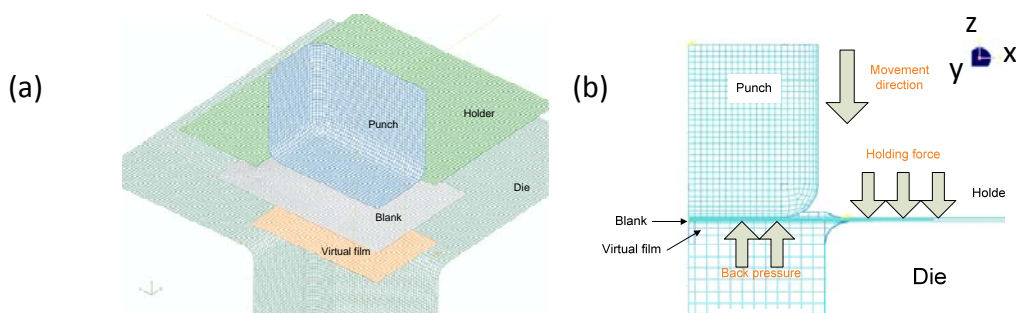 (a)
Punch
Holder
Die
Blank
Virtual film
(b)
z
x
y
Punch
Movement
direction
Holding force
Holde
Blank
Virtual film
Back pressure
Die